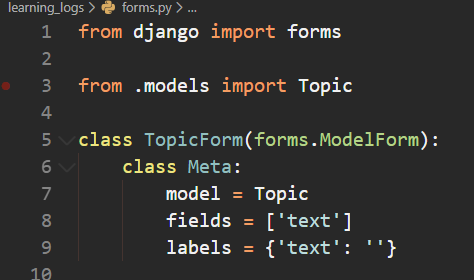 learning_logs > forms.py > ...
1 from django import forms
2
3 from .models import Topic
4
5 class TopicForm(forms.ModelForm):
6     class Meta:
7         model = Topic
8         fields = ['text']
9         labels = {'text': ''}
10